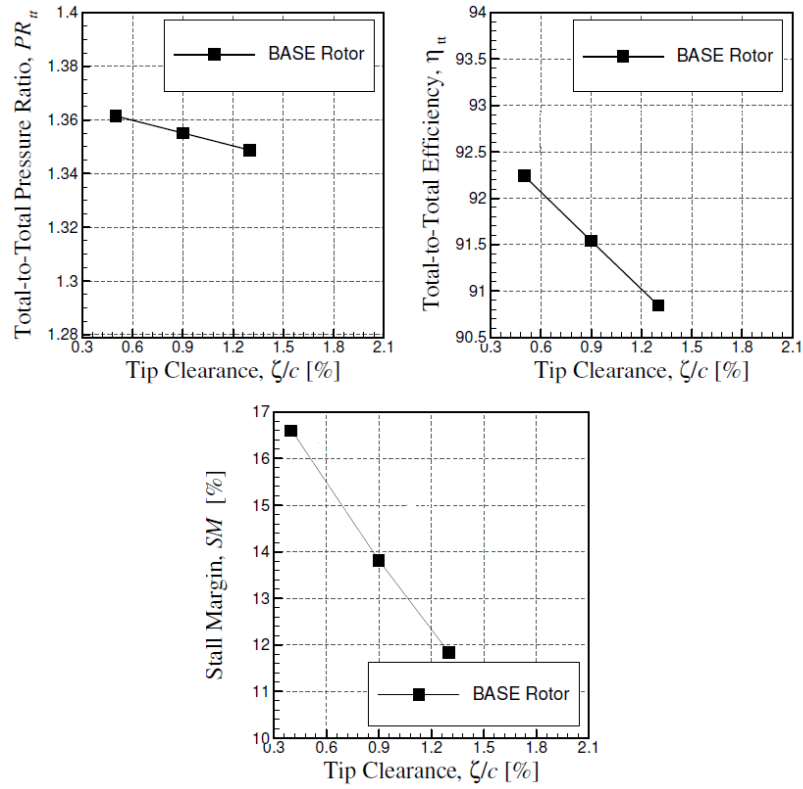 Total-to-Total Pressure Ratio, PR_tt
1.4
1.38
1.36
1.34
1.32
1.3
1.28
0.3 0.6 0.9 1.2 1.5 1.8 2.1
Tip Clearance, ζ/c [%]
BASE Rotor
Total-to-Total Efficiency, η_tt
94
93.5
93
92.5
92
91.5
91
90.5
0.3 0.6 0.9 1.2 1.5 1.8 2.1
Tip Clearance, ζ/c [%]
BASE Rotor
Stall Margin, SM [%]
17
16
15
14
13
12
11
10
0.3 0.6 0.9 1.2 1.5 1.8 2.1
Tip Clearance, ζ/c [%]
BASE Rotor